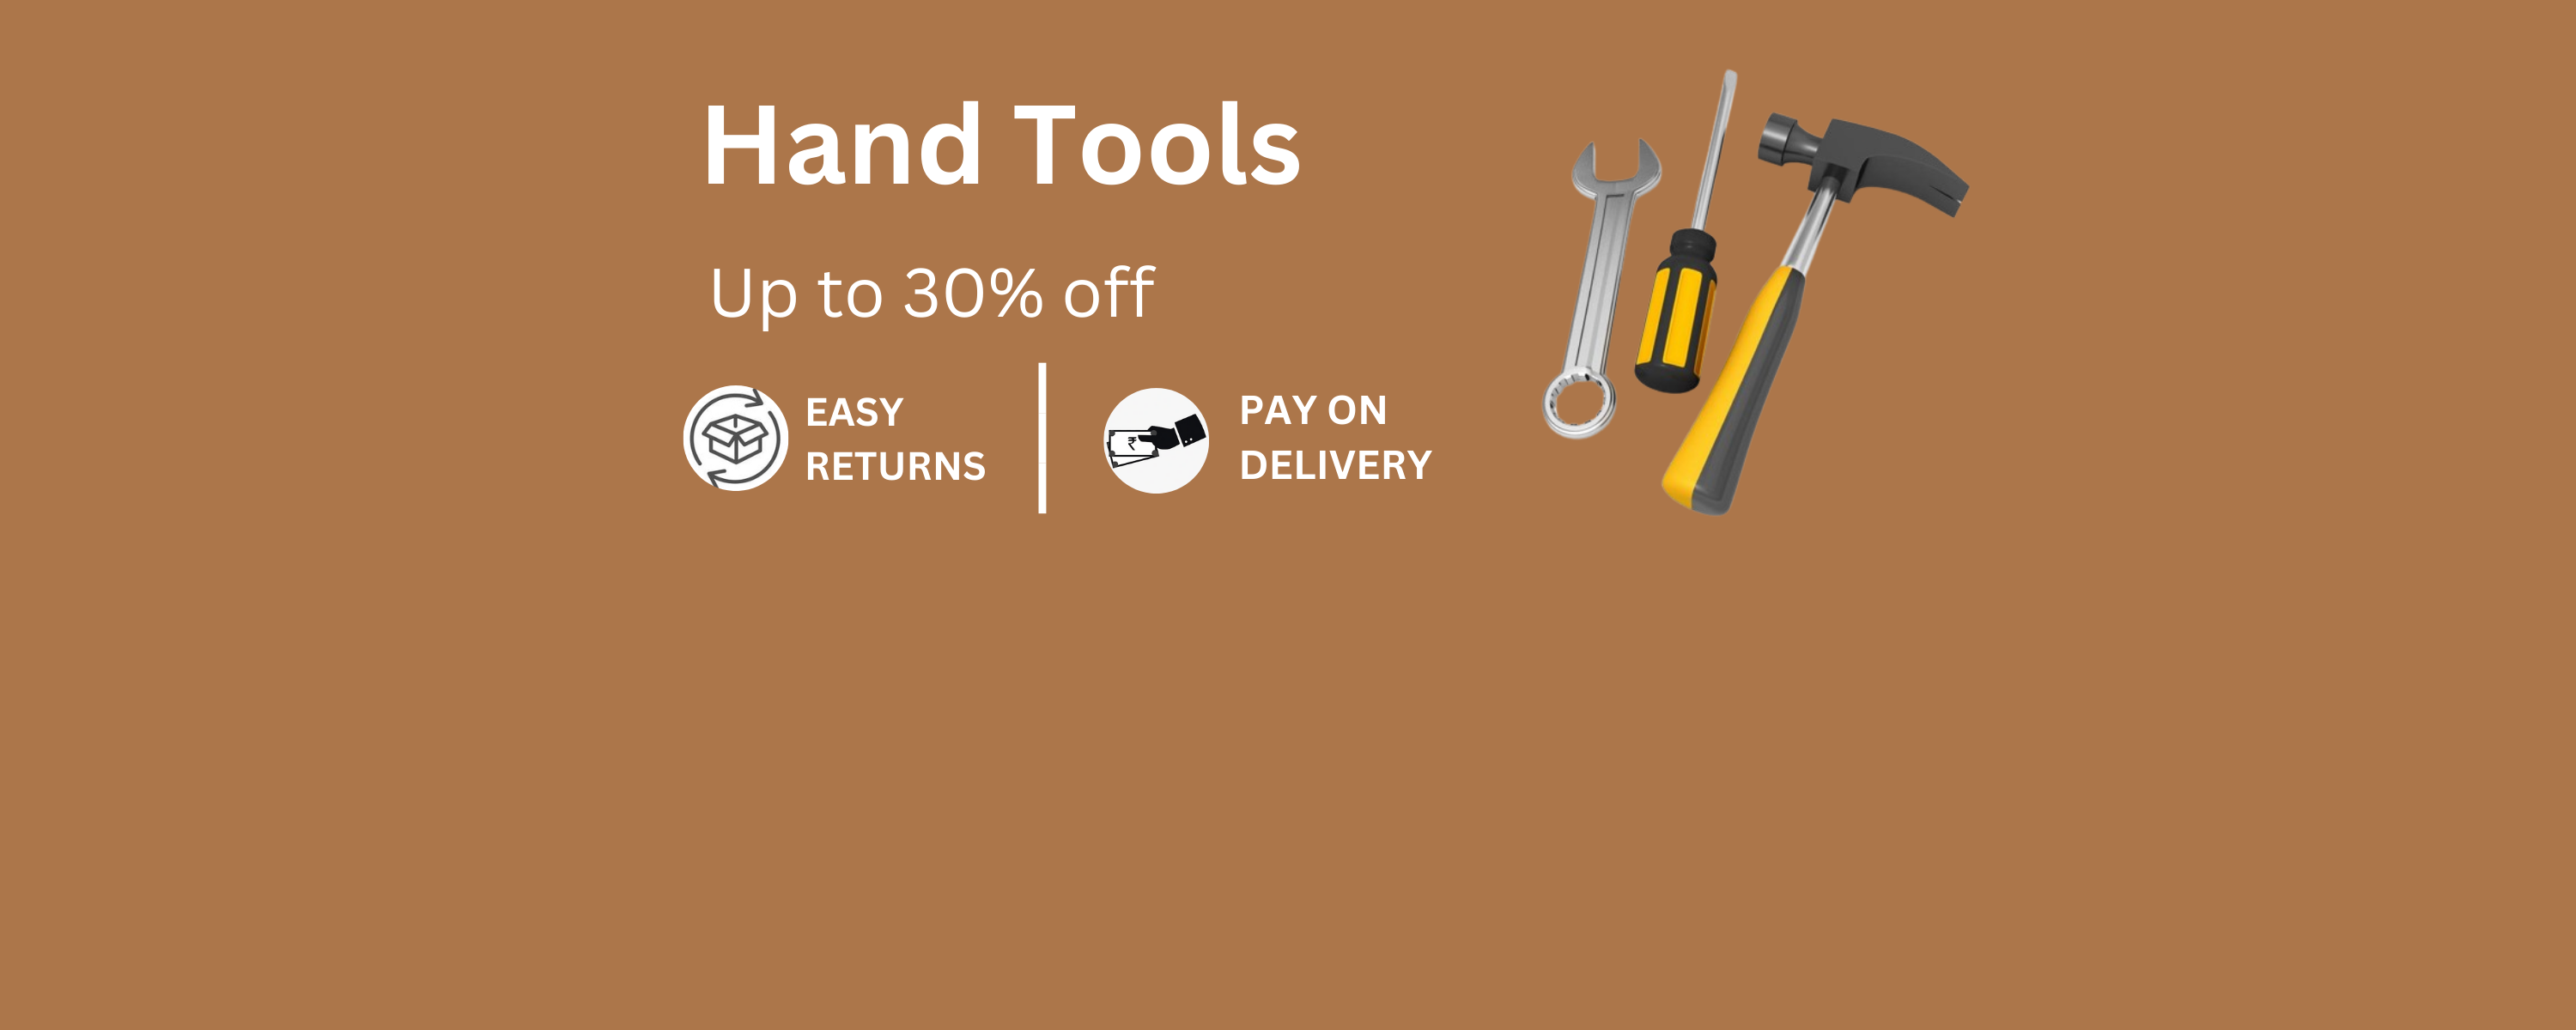 Hand Tools
Up to 30% off
EASY
RETURNS
₹
PAY ON
DELIVERY